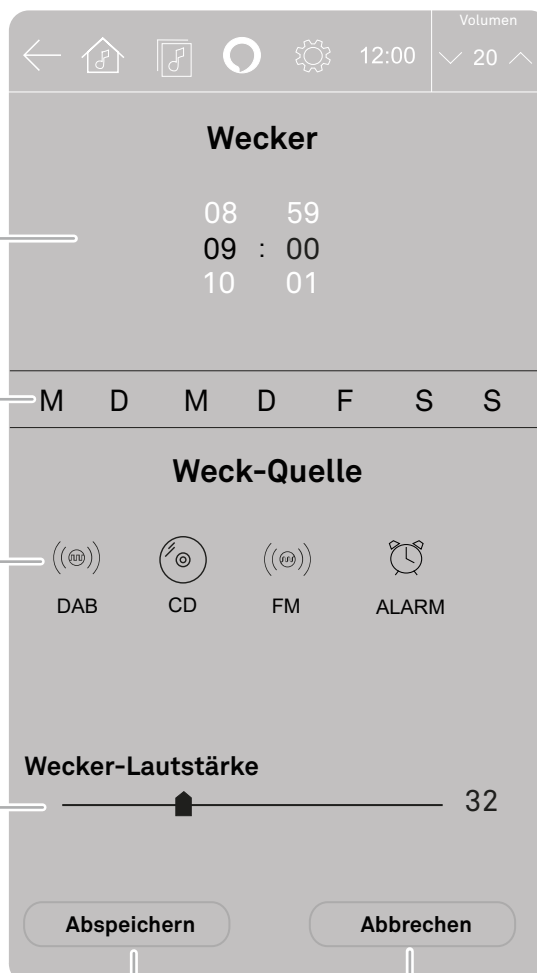 Volumen
12:00 20
Wecker
08 59
09 : 00
10 01
M D M D F S S
Weck-Quelle
DAB CD FM ALARM
Wecker-Lautstärke
32
Abspeichern Abbrechen